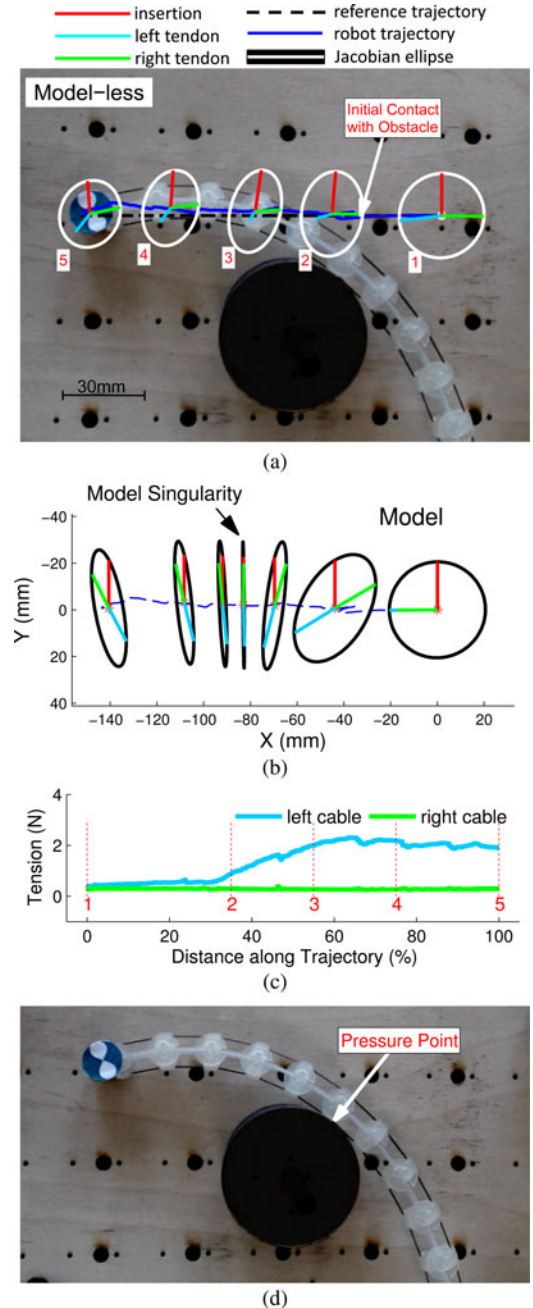 insertion
left tendon
right tendon
reference trajectory
robot trajectory
Jacobian ellipse
Model-less
Initial Contact
with Obstacle
5
4
3
2
1
30mm
(a)
Model Singularity
Model
Y (mm)
-40
-20
0
20
40
-140
-120
-100
-80
-60
-40
-20
0
20
X (mm)
(b)
Tension (N)
4
2
0
left cable
right cable
1
2
3
4
5
0
20
40
60
80
100
Distance along Trajectory (%)
(c)
Pressure Point
(d)